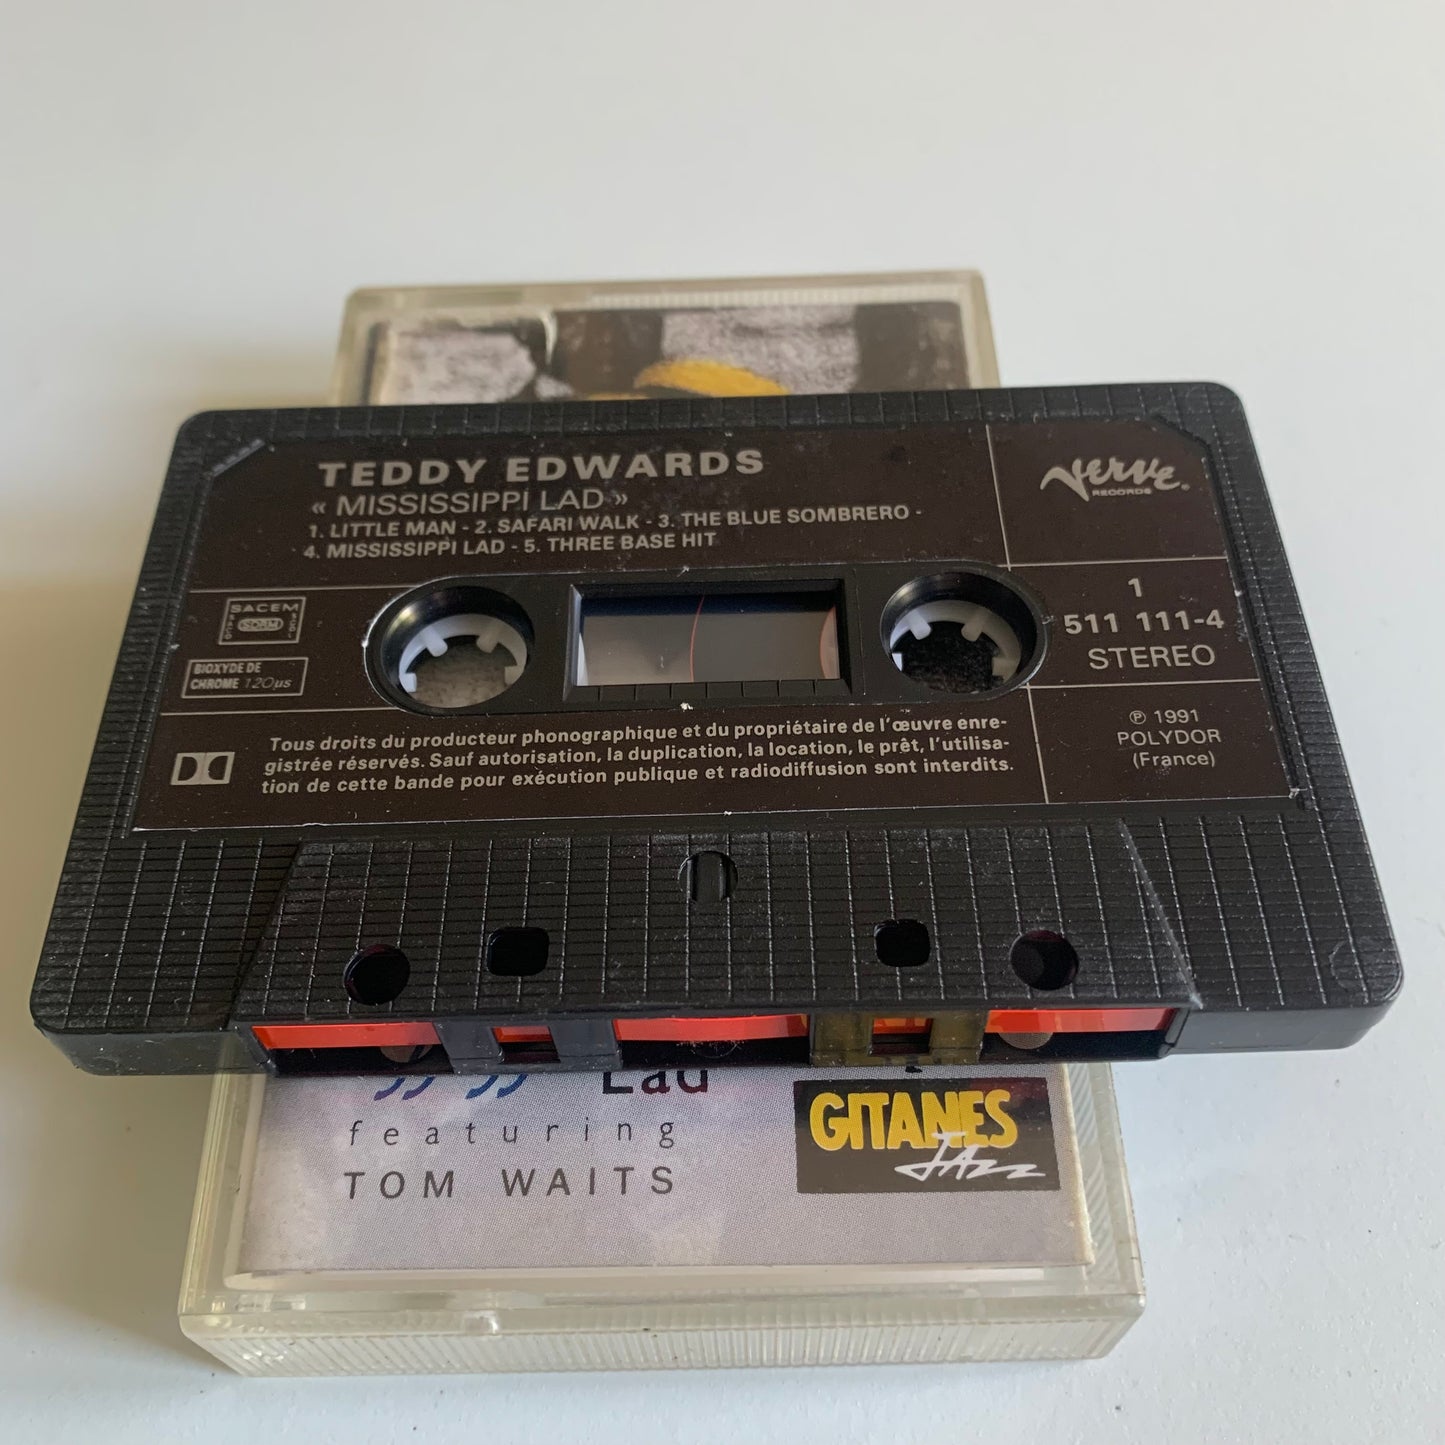 TEDDY EDWARDS
« MISSISSIPPI LAD »
1. LITTLE MAN - 2. SAFARI WALK - 3. THE BLUE SOMBRERO -
4. MISSISSIPPI LAD - 5. THREE BASE HIT
VERVE
RECORDS
SACEM
SDRM
BIOXYDE DE
CHROME 120µs
1
511 111-4
STEREO
Tous droits du producteur phonographique et du propriétaire de l'œuvre enre-
gistrée réservés. Sauf autorisation, la duplication, la location, le prêt, l'utilisa-
tion de cette bande pour exécution publique et radiodiffusion sont interdits.
℗ 1991
POLYDOR
(France)
Lad
featuring
TOM WAITS
GITANES
JAZZ